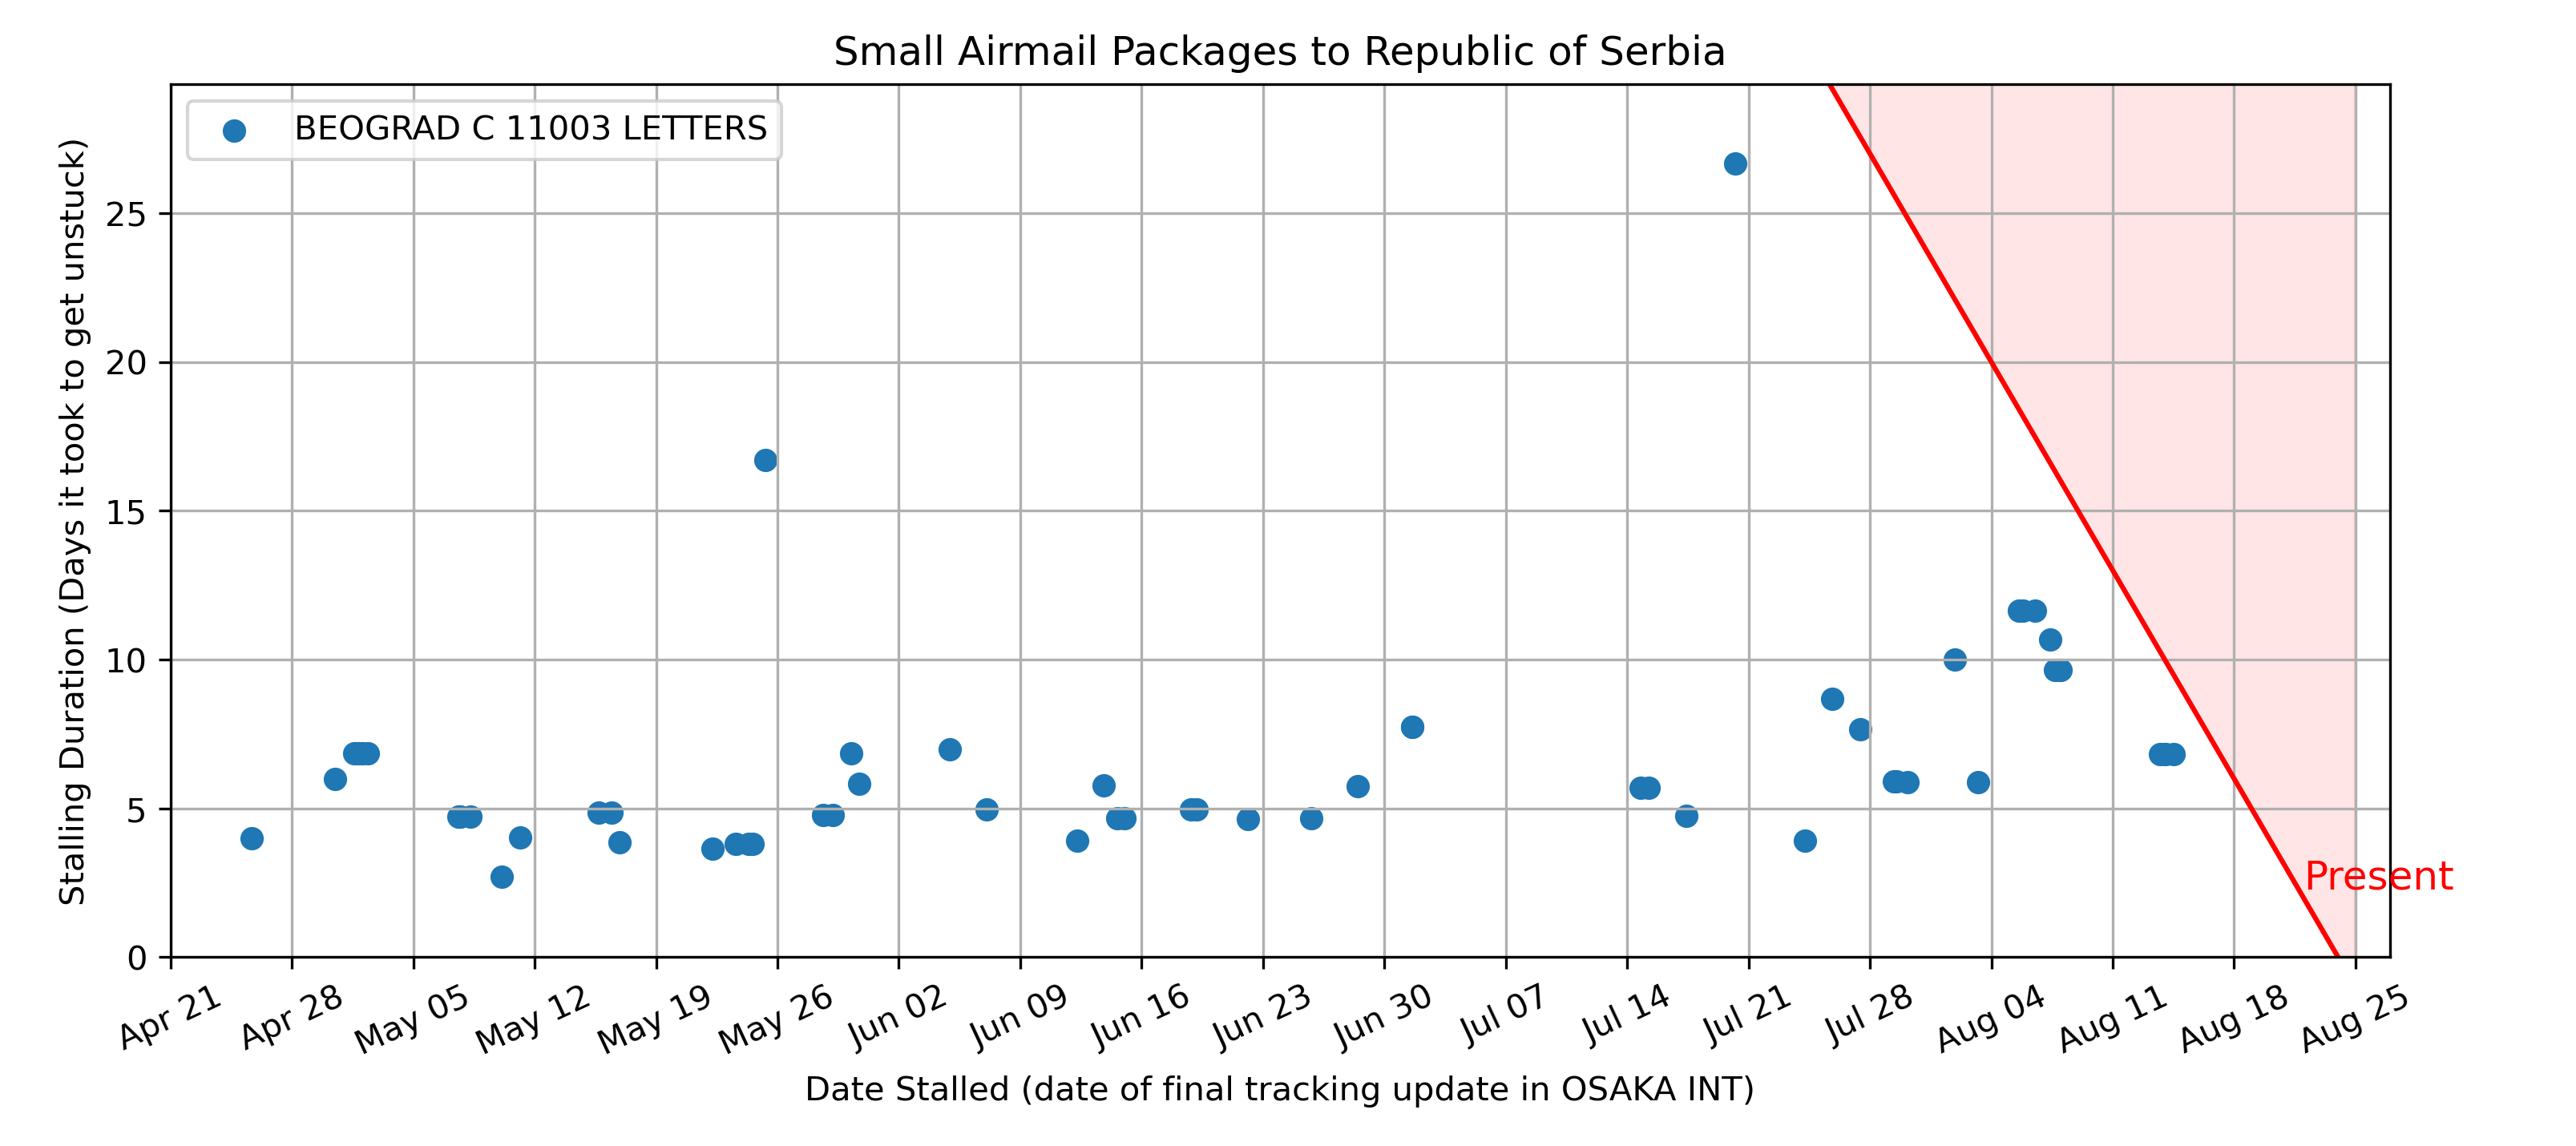 Small Airmail Packages to Republic of Serbia
BEOGRAD C 11003 LETTERS
Stalling Duration (Days it took to get unstuck)
25
20
15
10
5
0
Present
Apr 21
Apr 28
May 05
May 12
May 19
May 26
Jun 02
Jun 09
Jun 16
Jun 23
Jun 30
Jul 07
Jul 14
Jul 21
Jul 28
Aug 04
Aug 11
Aug 18
Aug 25
Date Stalled (date of final tracking update in OSAKA INT)